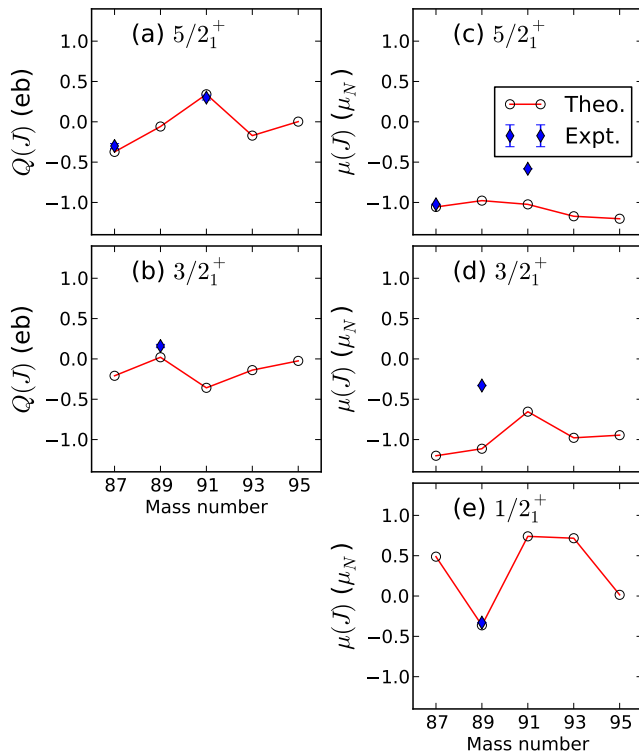 (a) 5/2₁⁺
1.0
0.5
0.0
−0.5
−1.0
Q(J) (eb)
(c) 5/2₁⁺
1.0
0.5
0.0
−0.5
−1.0
μ(J) (μ_N)
Theo.
Expt.
(b) 3/2₁⁺
1.0
0.5
0.0
−0.5
−1.0
Q(J) (eb)
87 89 91 93 95
Mass number
(d) 3/2₁⁺
1.0
0.5
0.0
−0.5
−1.0
μ(J) (μ_N)
(e) 1/2₁⁺
1.0
0.5
0.0
−0.5
−1.0
μ(J) (μ_N)
87 89 91 93 95
Mass number